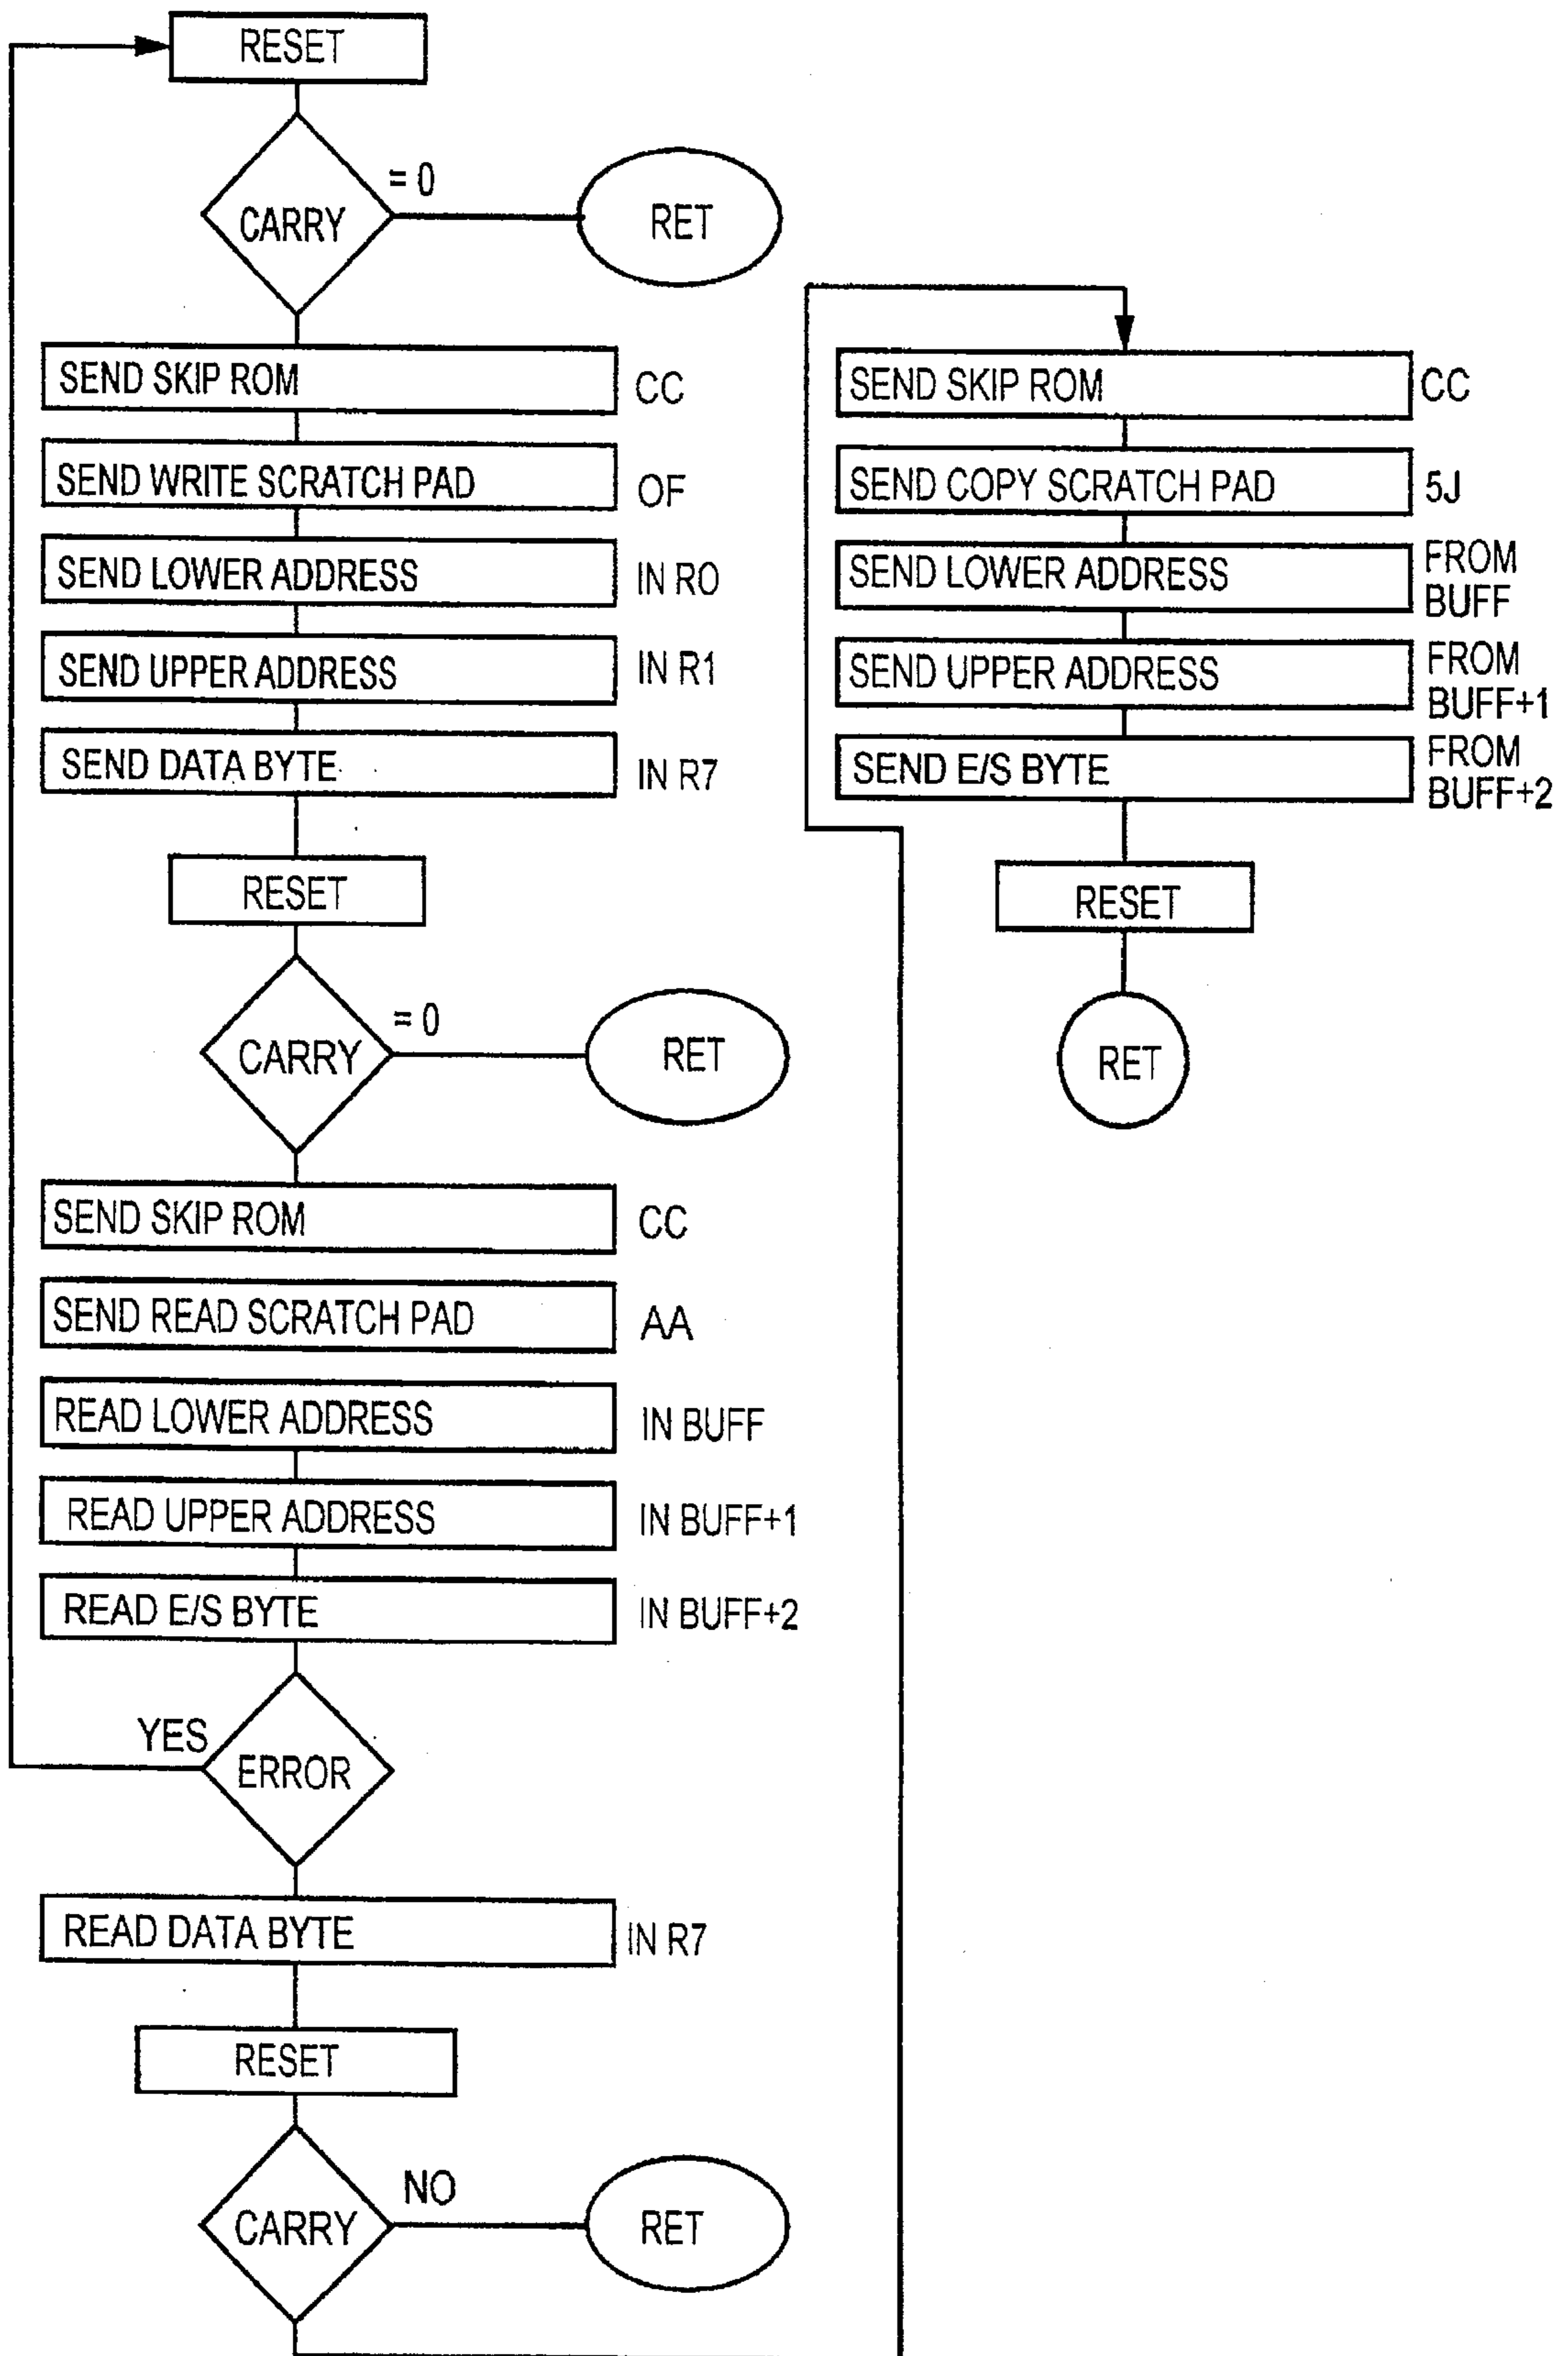 RESET
CARRY
= 0
RET
SEND SKIP ROM
CC
SEND WRITE SCRATCH PAD
OF
SEND LOWER ADDRESS
IN R0
SEND UPPER ADDRESS
IN R1
SEND DATA BYTE
IN R7
RESET
CARRY
= 0
RET
SEND SKIP ROM
CC
SEND READ SCRATCH PAD
AA
READ LOWER ADDRESS
IN BUFF
READ UPPER ADDRESS
IN BUFF+1
READ E/S BYTE
IN BUFF+2
YES
ERROR
READ DATA BYTE
IN R7
RESET
CARRY
NO
RET
SEND SKIP ROM
CC
SEND COPY SCRATCH PAD
5J
SEND LOWER ADDRESS
FROM
BUFF
SEND UPPER ADDRESS
FROM
BUFF+1
SEND E/S BYTE
FROM
BUFF+2
RESET
RET